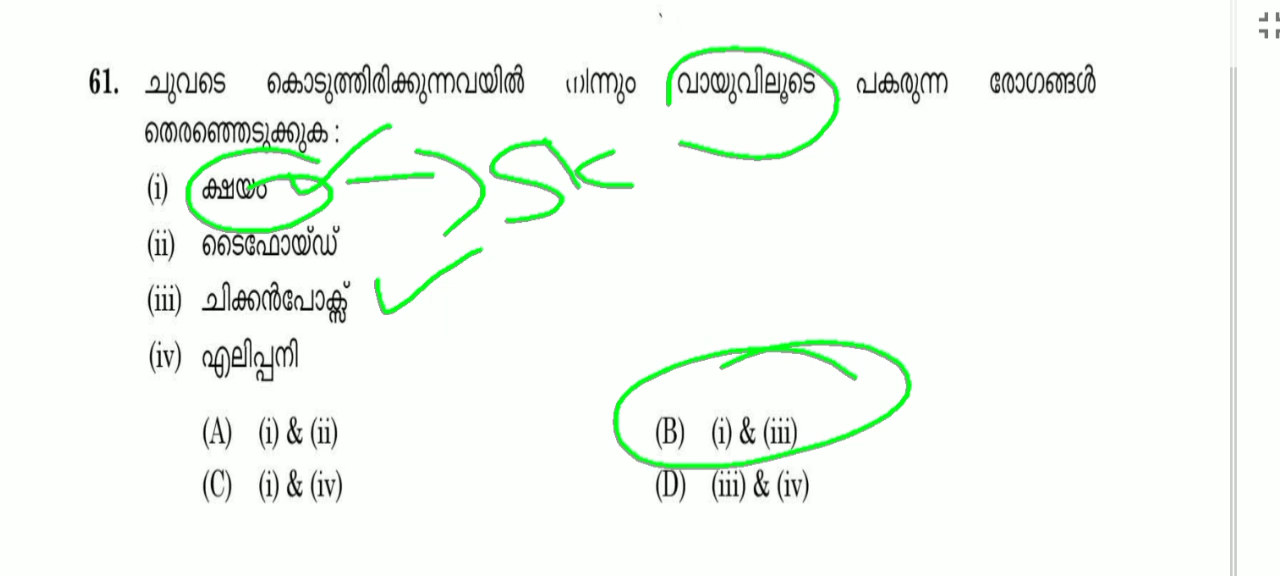 61. ചുവടെ കൊടുത്തിരിക്കുന്നവയിൽ നിന്നും വായുവിലൂടെ പകരുന്ന രോഗങ്ങൾ
തെരഞ്ഞെടുക്കുക :
(i) ക്ഷയം
(ii) ടൈഫോയ്ഡ്
(iii) ചിക്കൻപോക്സ്
(iv) എലിപ്പനി
(A) (i) & (ii) (B) (i) & (iii)
(C) (i) & (iv) (D) (iii) & (iv)